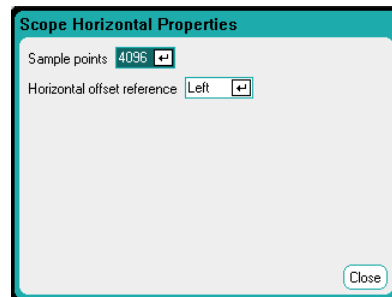 Scope Horizontal Properties
Sample points 4096
Horizontal offset reference Left
Close